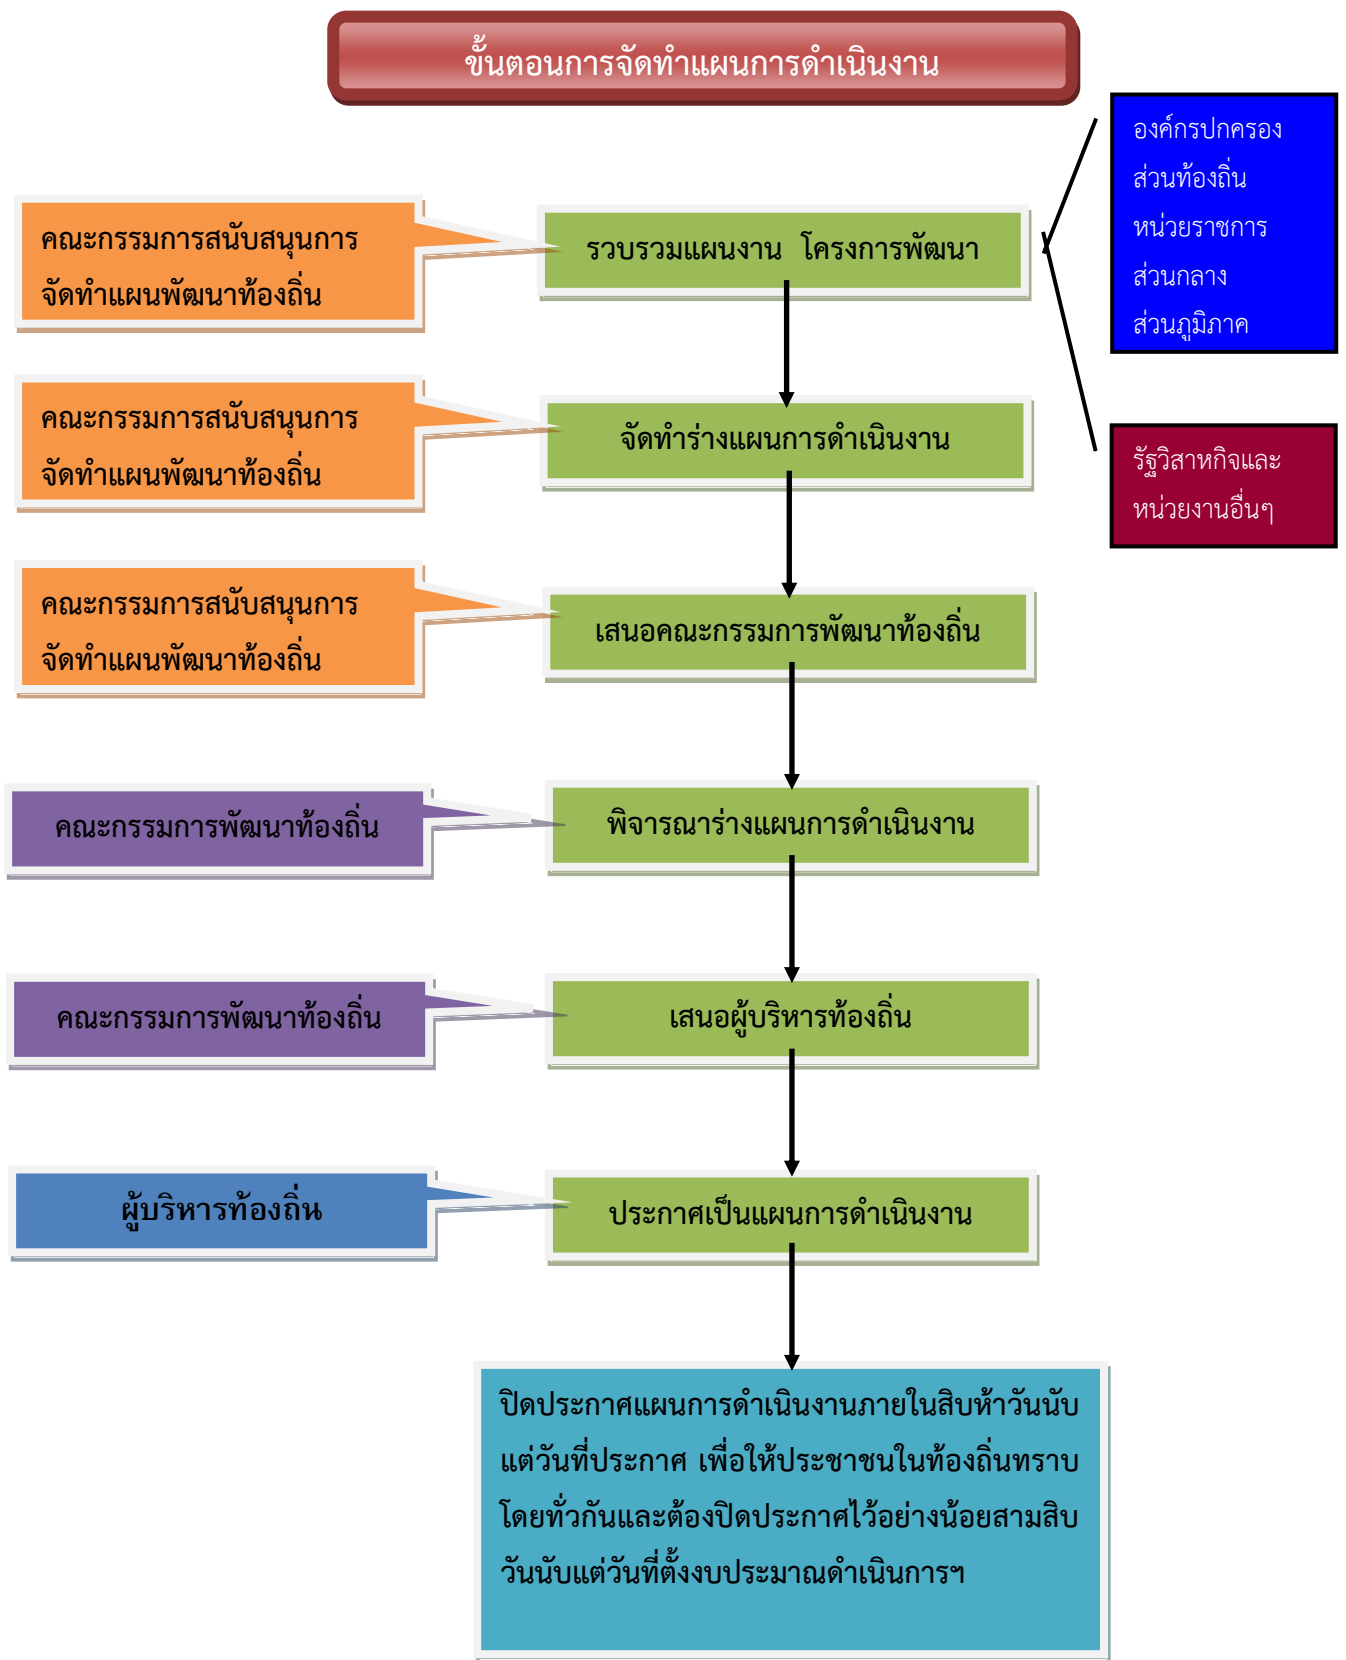 ขั้นตอนการจัดทำแผนการดำเนินงาน
องค์กรปกครอง
ส่วนท้องถิ่น
หน่วยราชการ
ส่วนกลาง
ส่วนภูมิภาค
คณะกรรมการสนับสนุนการ
จัดทำแผนพัฒนาท้องถิ่น
รวบรวมแผนงาน โครงการพัฒนา
คณะกรรมการสนับสนุนการ
จัดทำแผนพัฒนาท้องถิ่น
จัดทำร่างแผนการดำเนินงาน
รัฐวิสาหกิจและ
หน่วยงานอื่นๆ
คณะกรรมการสนับสนุนการ
จัดทำแผนพัฒนาท้องถิ่น
เสนอคณะกรรมการพัฒนาท้องถิ่น
คณะกรรมการพัฒนาท้องถิ่น
พิจารณาร่างแผนการดำเนินงาน
คณะกรรมการพัฒนาท้องถิ่น
เสนอผู้บริหารท้องถิ่น
ผู้บริหารท้องถิ่น
ประกาศเป็นแผนการดำเนินงาน
ปิดประกาศแผนการดำเนินงานภายในสิบห้าวันนับ
แต่วันที่ประกาศ เพื่อให้ประชาชนในท้องถิ่นทราบ
โดยทั่วกันและต้องปิดประกาศไว้อย่างน้อยสามสิบ
วันนับแต่วันที่ตั้งงบประมาณดำเนินการฯ